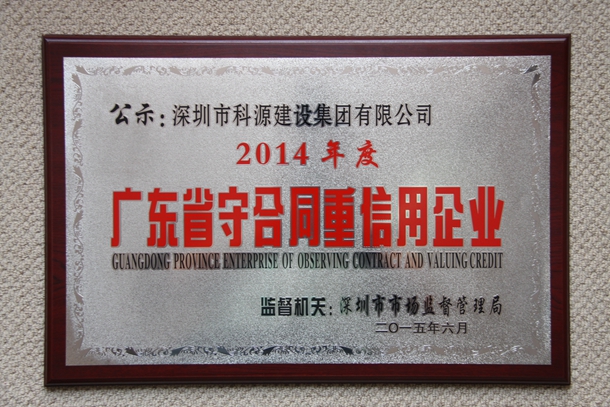 公示：深圳市科源建设集团有限公司
2014年度
广东省守合同重信用企业
GUANGDONG PROVINCE ENTERPRISE OF OBSERVING CONTRACT AND VALUING CREDIT
监督机关：深圳市市场监督管理局
二〇一五年六月